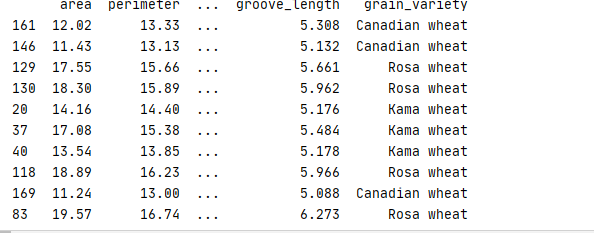 area perimeter ... groove_length grain_variety
161 12.02 13.33 ... 5.308 Canadian wheat
146 11.43 13.13 ... 5.132 Canadian wheat
129 17.55 15.66 ... 5.661 Rosa wheat
130 18.30 15.89 ... 5.962 Rosa wheat
20 14.16 14.40 ... 5.176 Kama wheat
37 17.08 15.38 ... 5.484 Kama wheat
40 13.54 13.85 ... 5.178 Kama wheat
118 18.89 16.23 ... 5.966 Rosa wheat
169 11.24 13.00 ... 5.088 Canadian wheat
83 19.57 16.74 ... 6.273 Rosa wheat